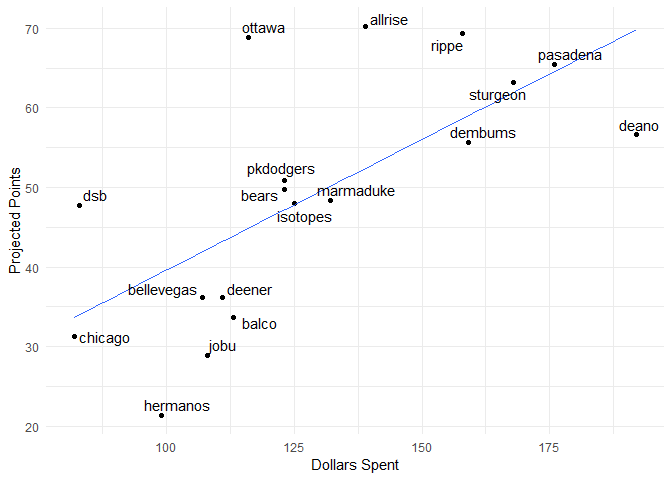 70
60
50
40
30
20
Projected Points
allrise
ottawa
rippe
pasadena
sturgeon
deano
dembums
pkdodgers
bears
marmaduke
dsb
isotopes
bellevegas
deener
balco
chicago
jobu
hermanos
100
125
150
175
Dollars Spent